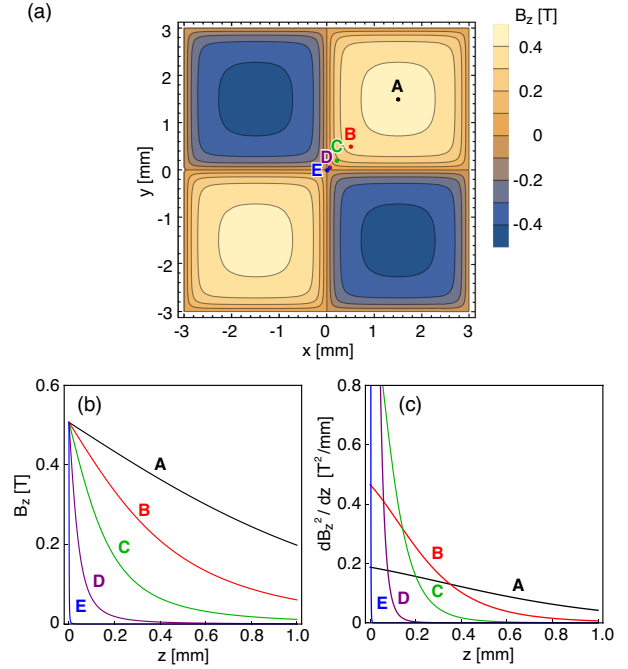 (a)
B_z [T]
3
2
1
0
-1
-2
-3
y [mm]
A
B
C
D
E
-3 -2 -1 0 1 2 3
x [mm]
0.4
0.2
0
-0.2
-0.4
(b)
0.6
0.4
0.2
0.0
B_z [T]
A
B
C
D
E
0 0.2 0.4 0.6 0.8 1.0
z [mm]
(c)
0.8
0.6
0.4
0.2
0.0
dB_z^2 / dz [T^2/mm]
B
A
E
D
C
0 0.2 0.4 0.6 0.8 1.0
z [mm]